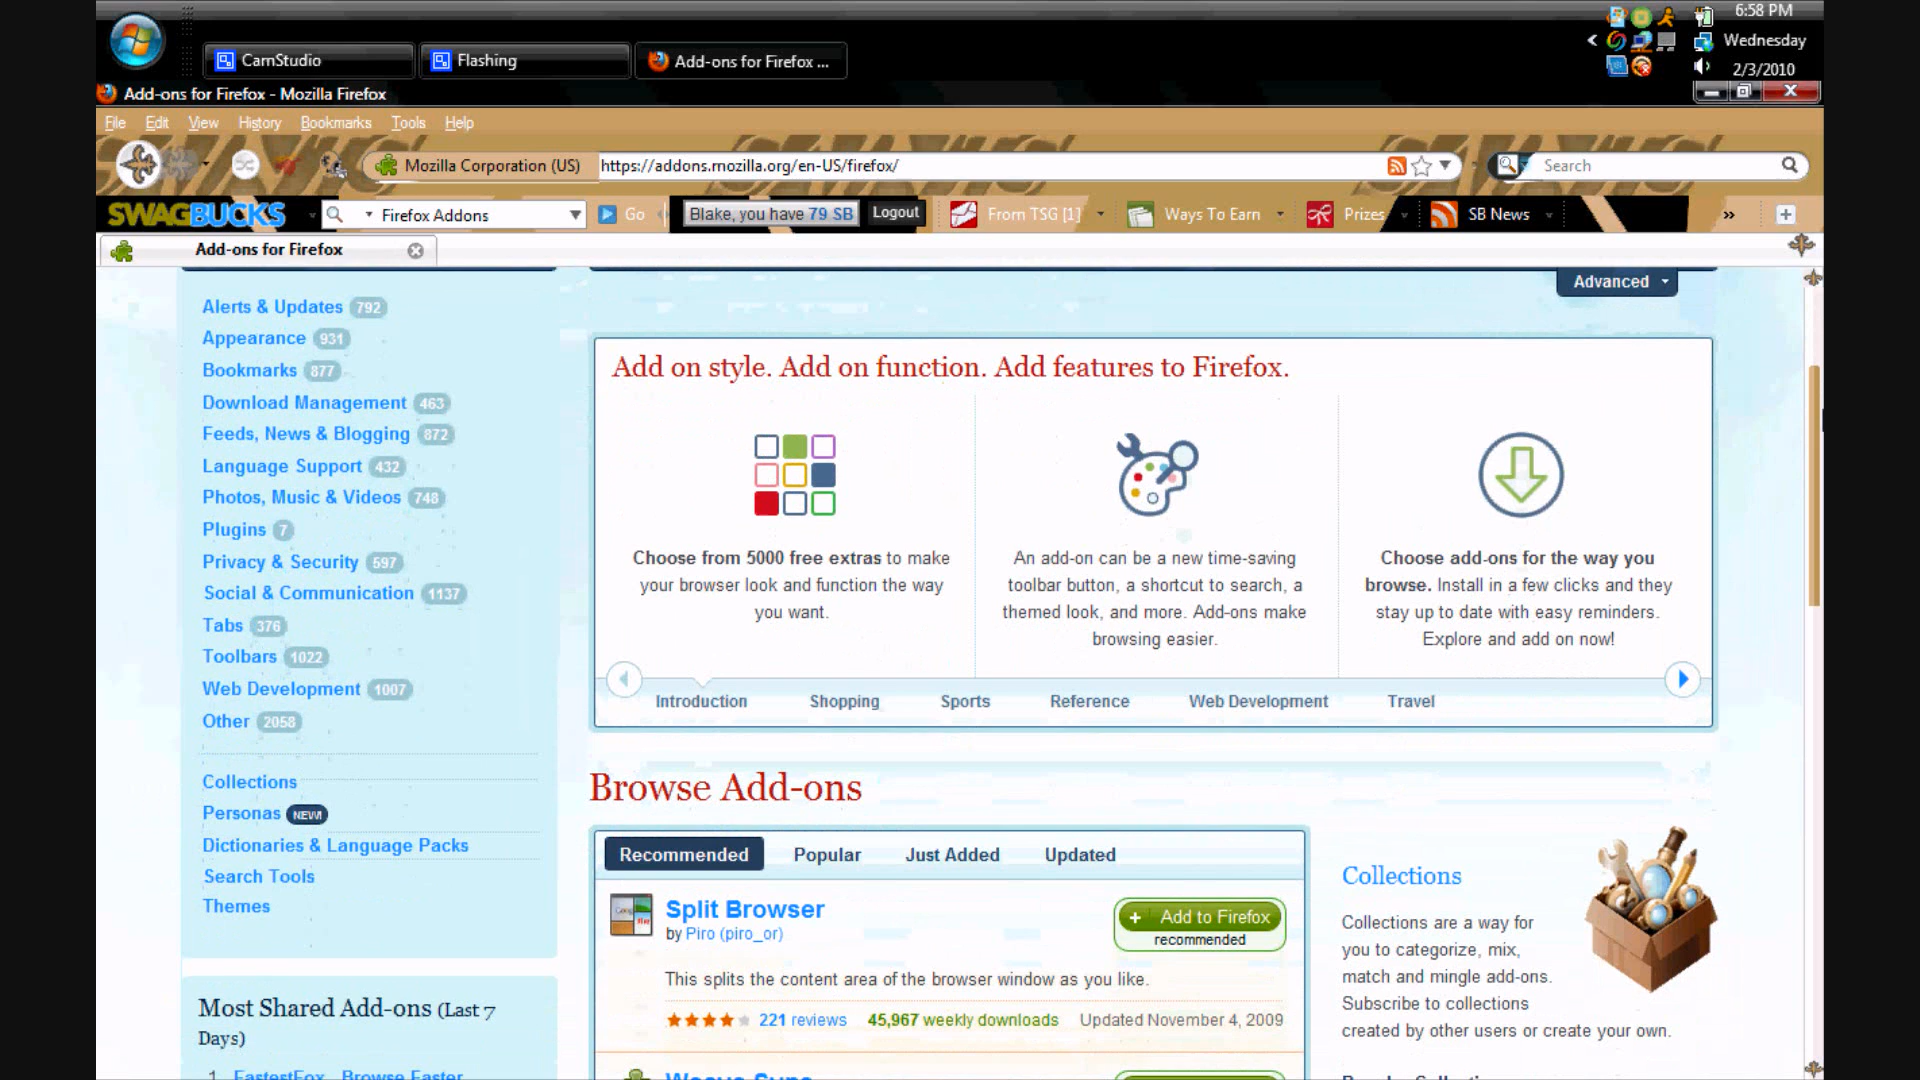 6:58 PM
CamStudio
Flashing
Add-ons for Firefox ...
Wednesday
2/3/2010
Add-ons for Firefox - Mozilla Firefox
File Edit View History Bookmarks Tools Help
Mozilla Corporation (US) https://addons.mozilla.org/en-US/firefox/
Search
SWAGBUCKS
Firefox Addons
Go
Blake, you have 79 SB
Logout
From TSG [1]
Ways To Earn
Prizes
SB News
»
Add-ons for Firefox
Advanced
Alerts & Updates 792
Appearance 931
Bookmarks 877
Download Management 463
Feeds, News & Blogging 872
Language Support 432
Photos, Music & Videos 748
Plugins 7
Privacy & Security 597
Social & Communication 1137
Tabs 376
Toolbars 1022
Web Development 1007
Other 2058
Collections
Personas NEW!
Dictionaries & Language Packs
Search Tools
Themes
Most Shared Add-ons (Last 7
Days)
1. FastestFox - Browse Faster
Add on style. Add on function. Add features to Firefox.
Choose from 5000 free extras to make
your browser look and function the way
you want.
An add-on can be a new time-saving
toolbar button, a shortcut to search, a
themed look, and more. Add-ons make
browsing easier.
Choose add-ons for the way you
browse. Install in a few clicks and they
stay up to date with easy reminders.
Explore and add on now!
Introduction Shopping Sports Reference Web Development Travel
Browse Add-ons
Recommended Popular Just Added Updated
Split Browser
by Piro (piro_or)
+ Add to Firefox
recommended
This splits the content area of the browser window as you like.
221 reviews 45,967 weekly downloads Updated November 4, 2009
Collections
Collections are a way for
you to categorize, mix,
match and mingle add-ons.
Subscribe to collections
created by other users or create your own.